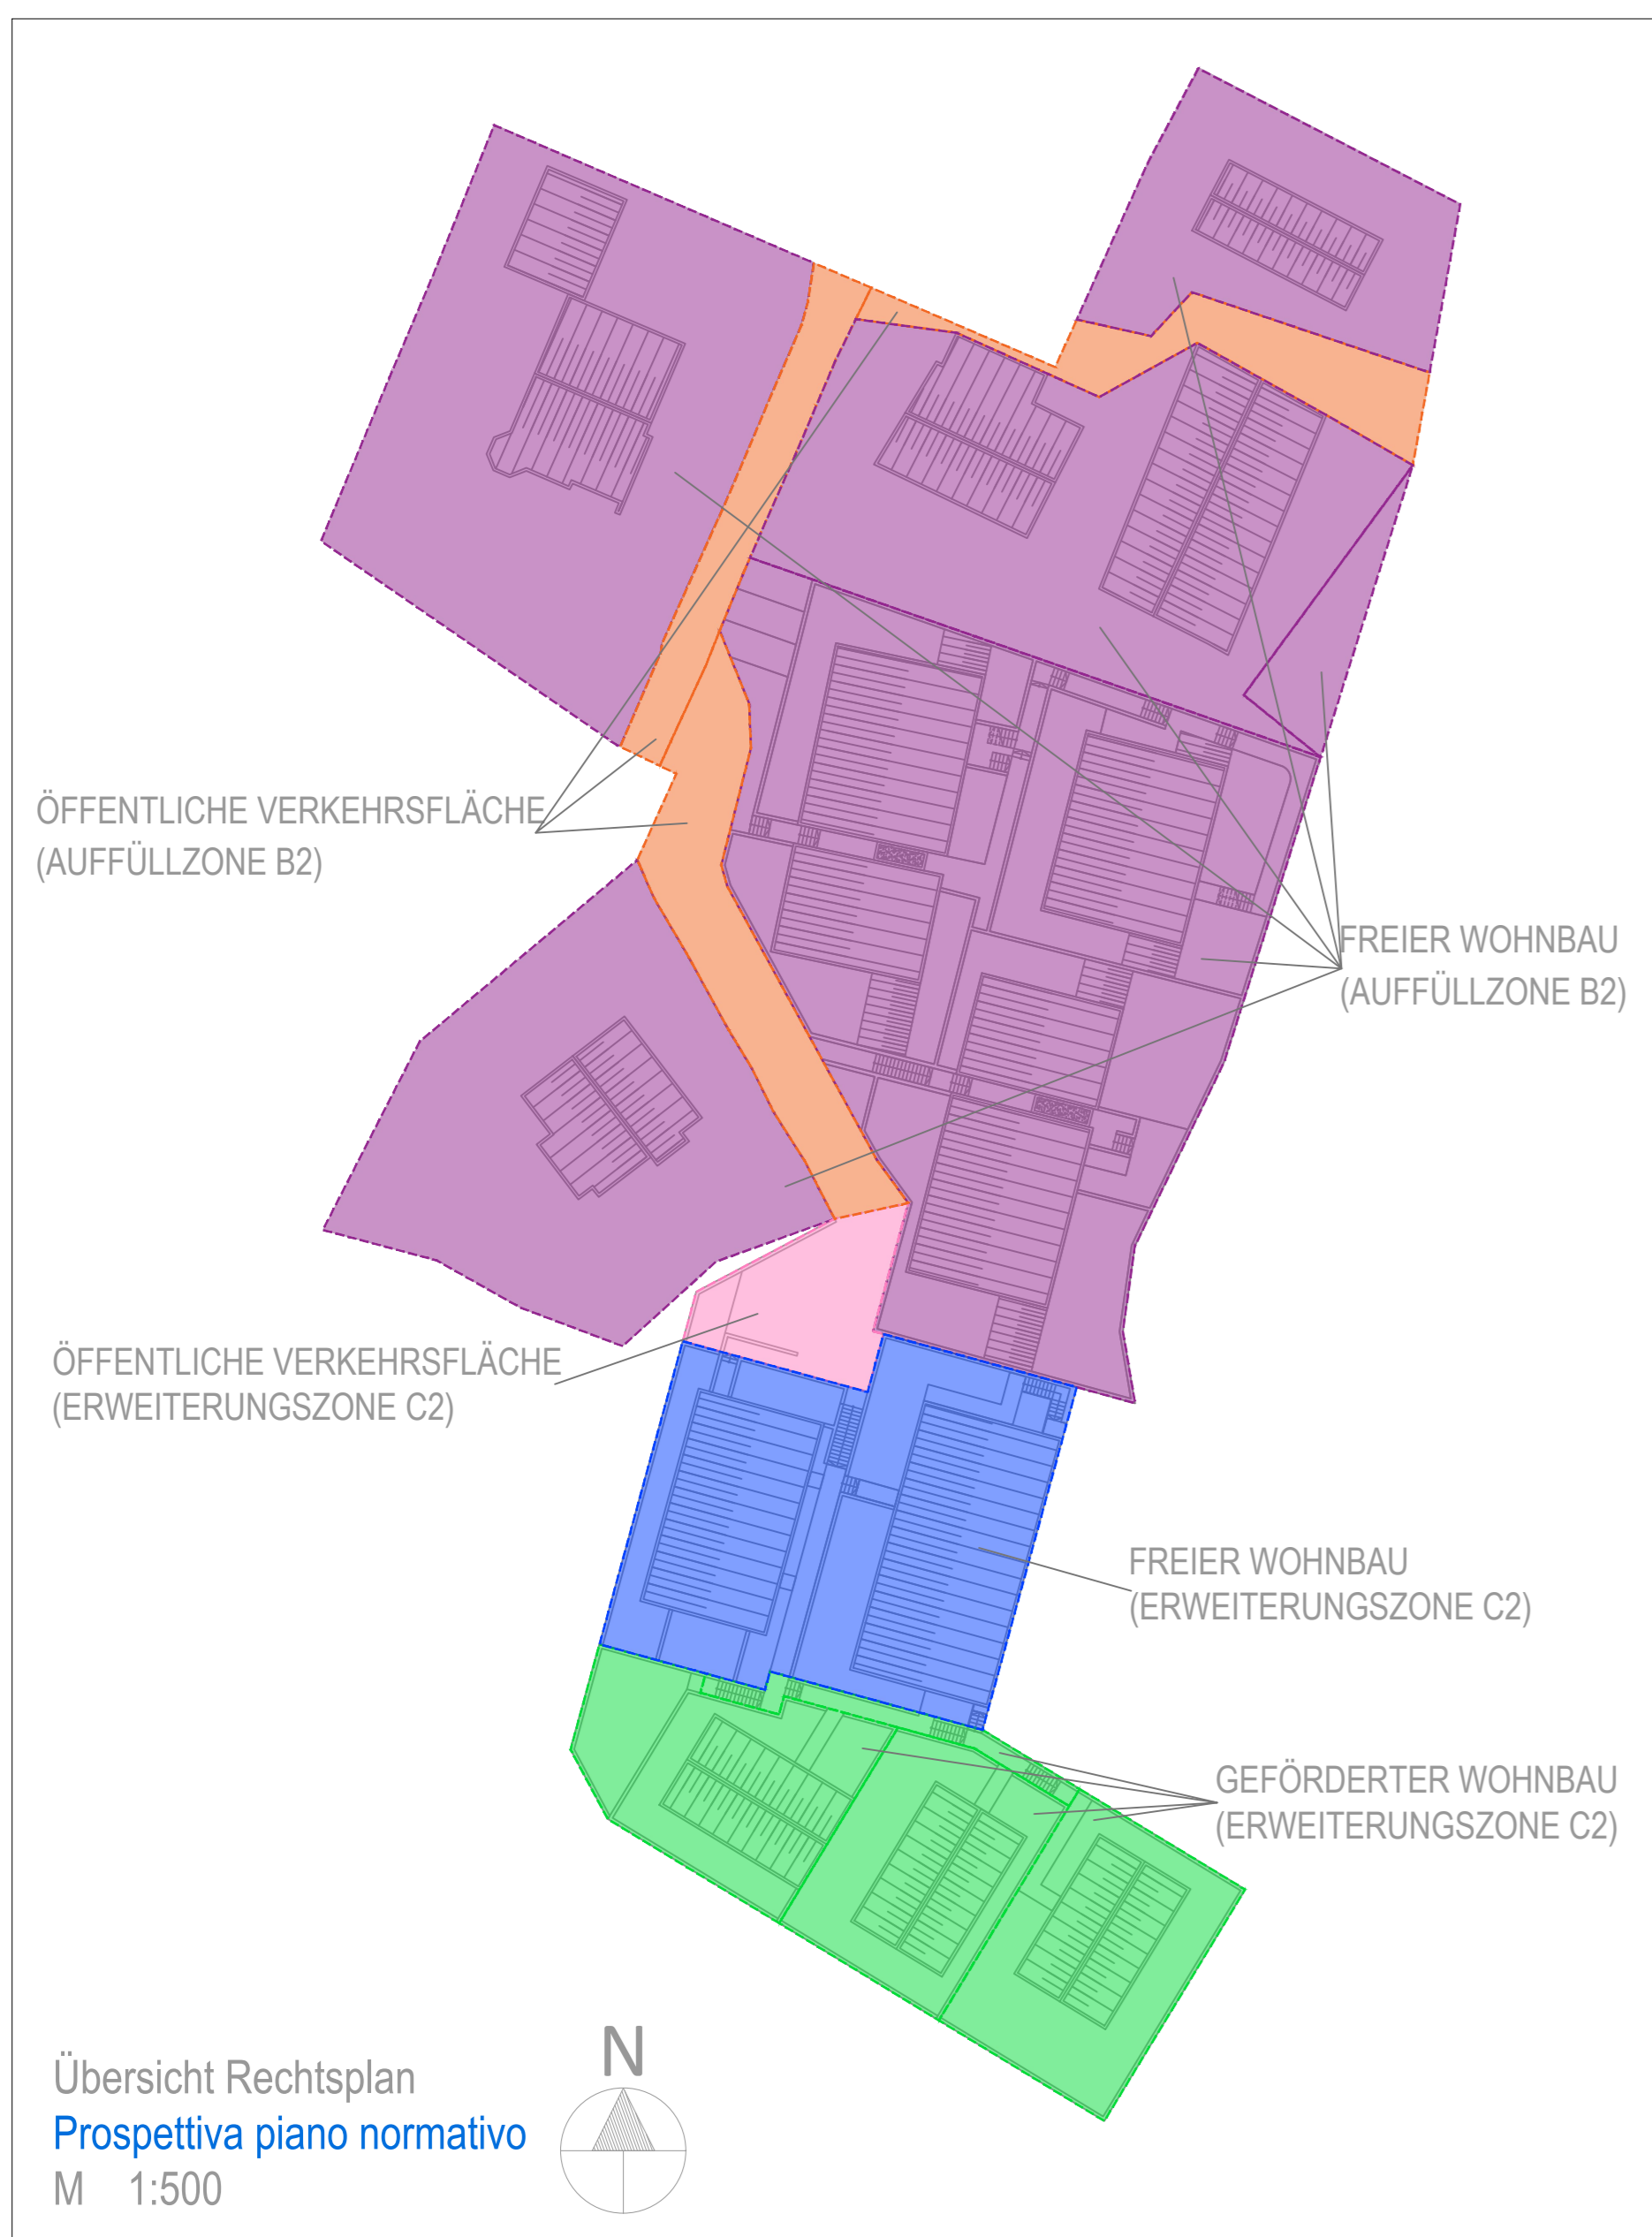 ÖFFENTLICHE VERKEHRSFLÄCHE
(AUFFÜLLZONE B2)
FREIER WOHNBAU
(AUFFÜLLZONE B2)
ÖFFENTLICHE VERKEHRSFLÄCHE
(ERWEITERUNGSZONE C2)
FREIER WOHNBAU
(ERWEITERUNGSZONE C2)
GEFÖRDERTER WOHNBAU
(ERWEITERUNGSZONE C2)
N
Übersicht Rechtsplan
Prospettiva piano normativo
M 1:500